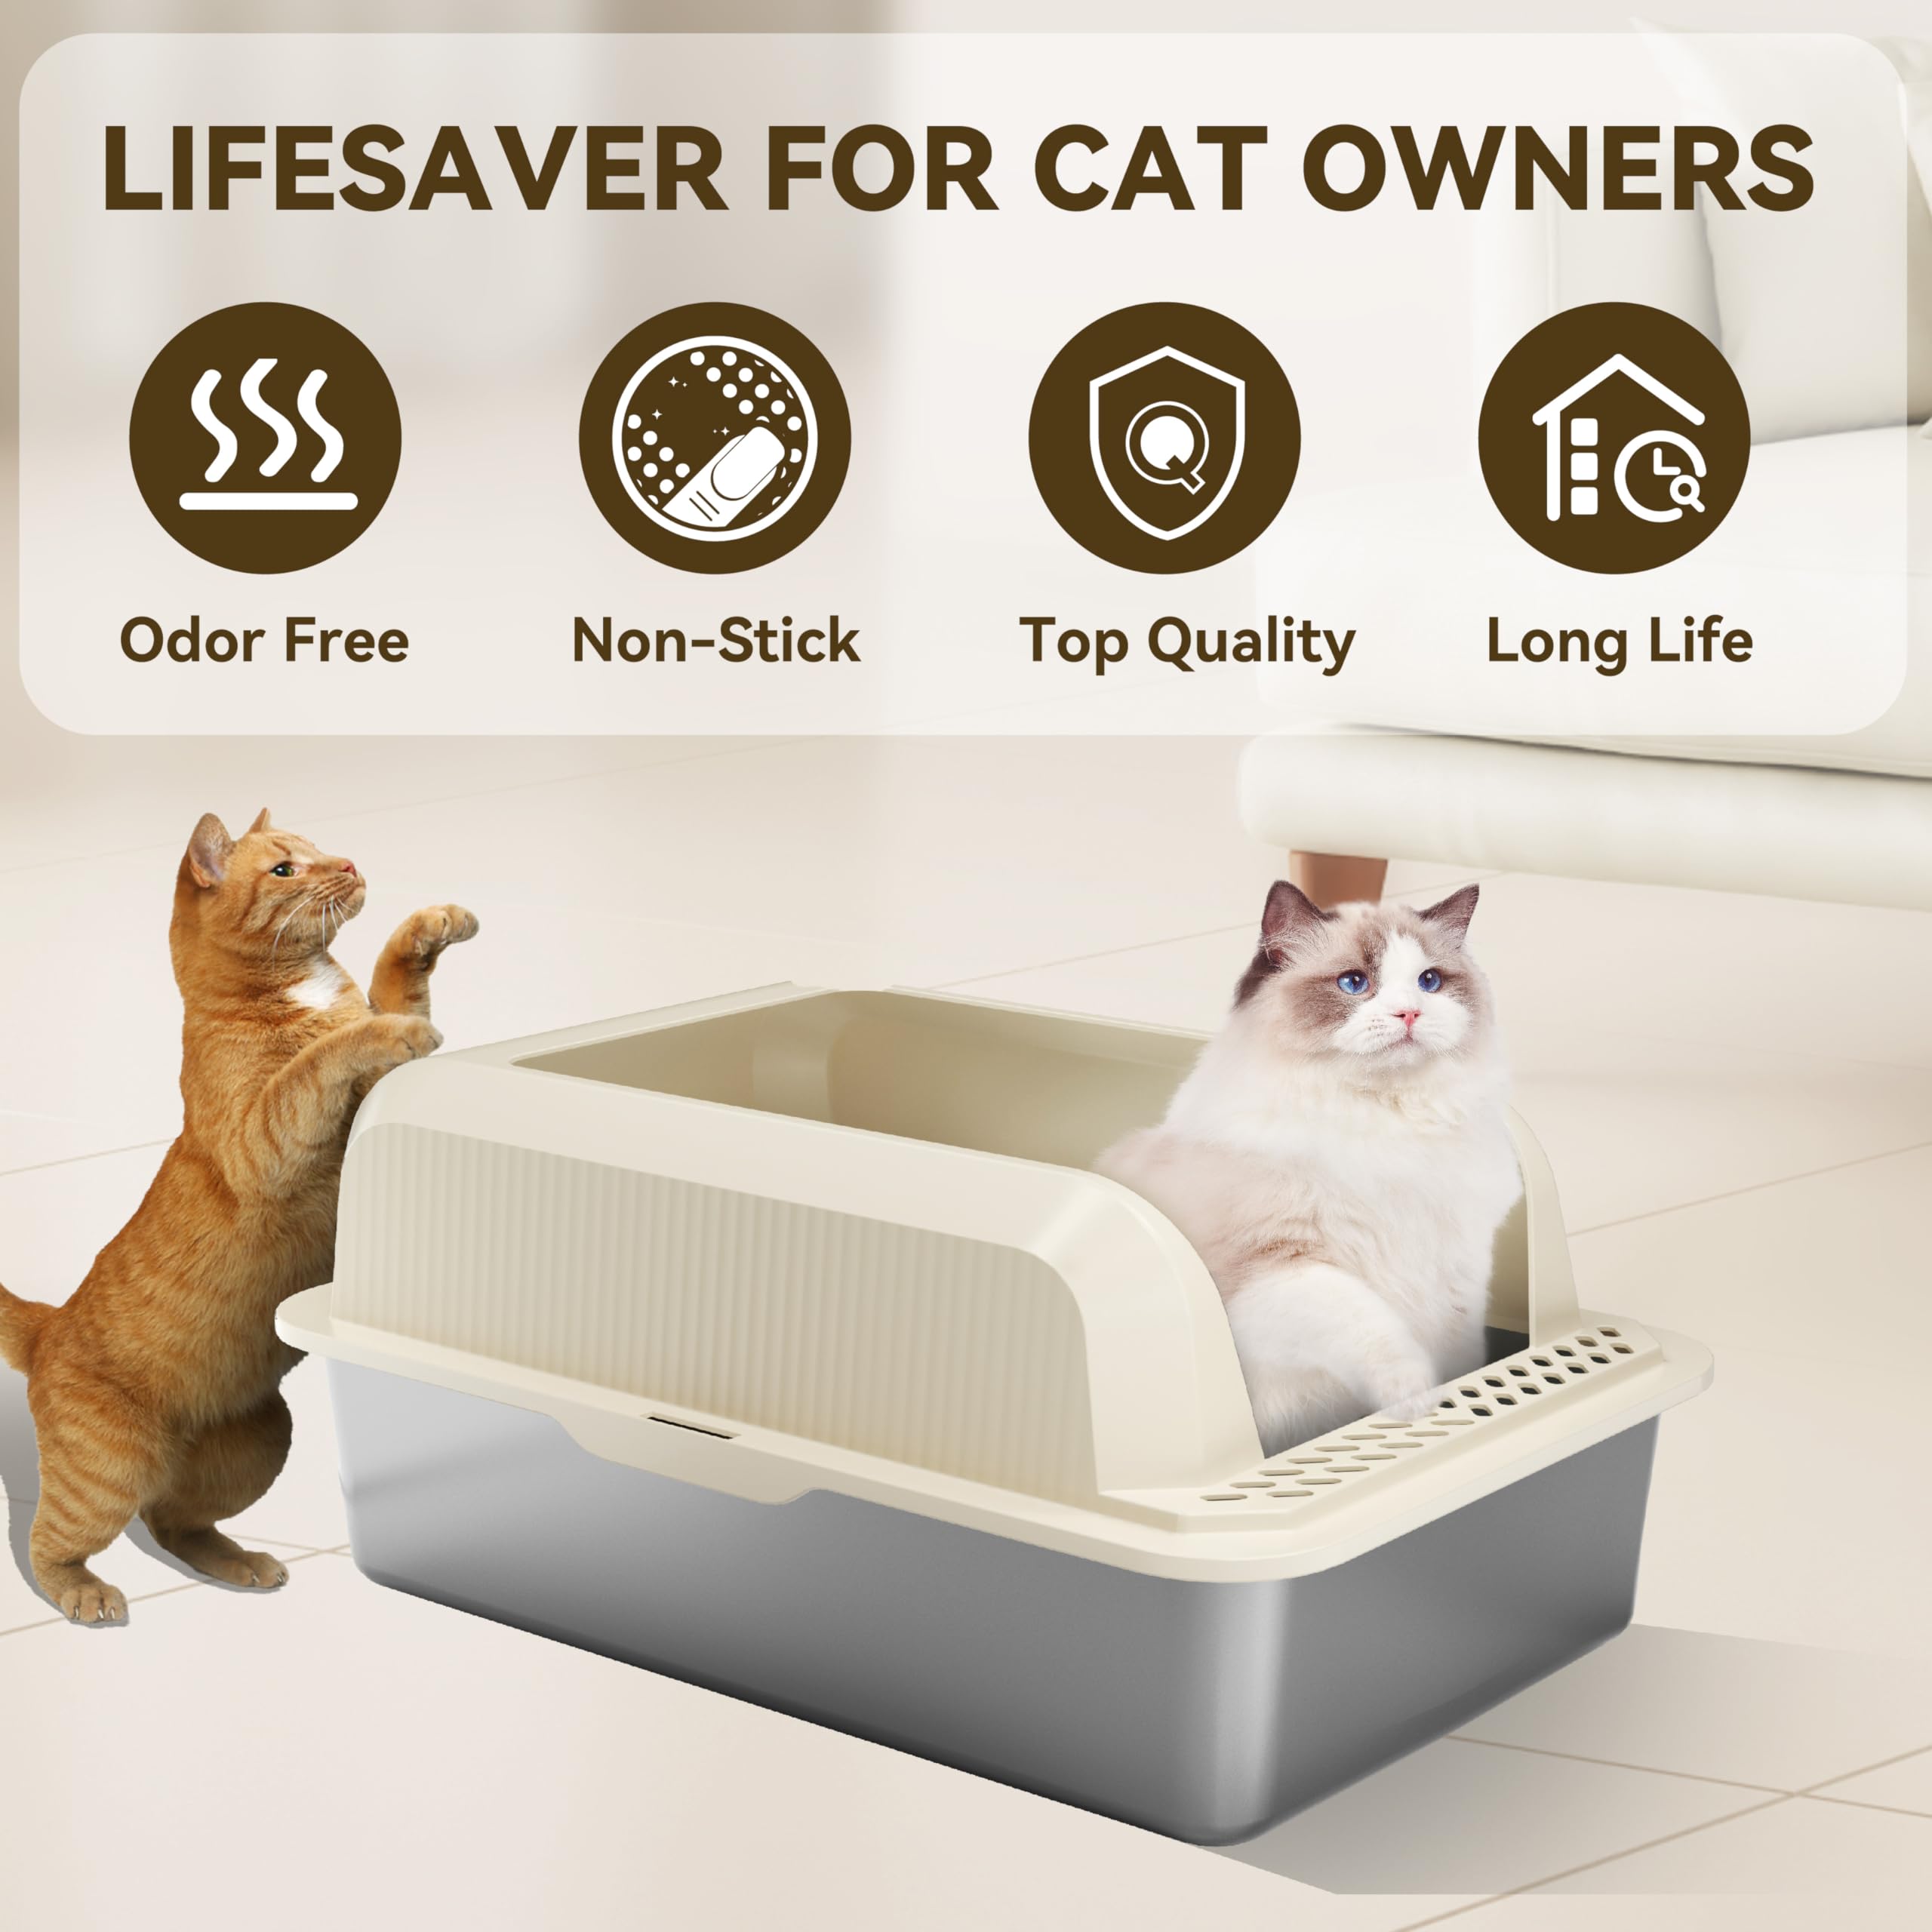 LIFESAVER FOR CAT OWNERS
Odor Free
Non-Stick
Top Quality
Long Life